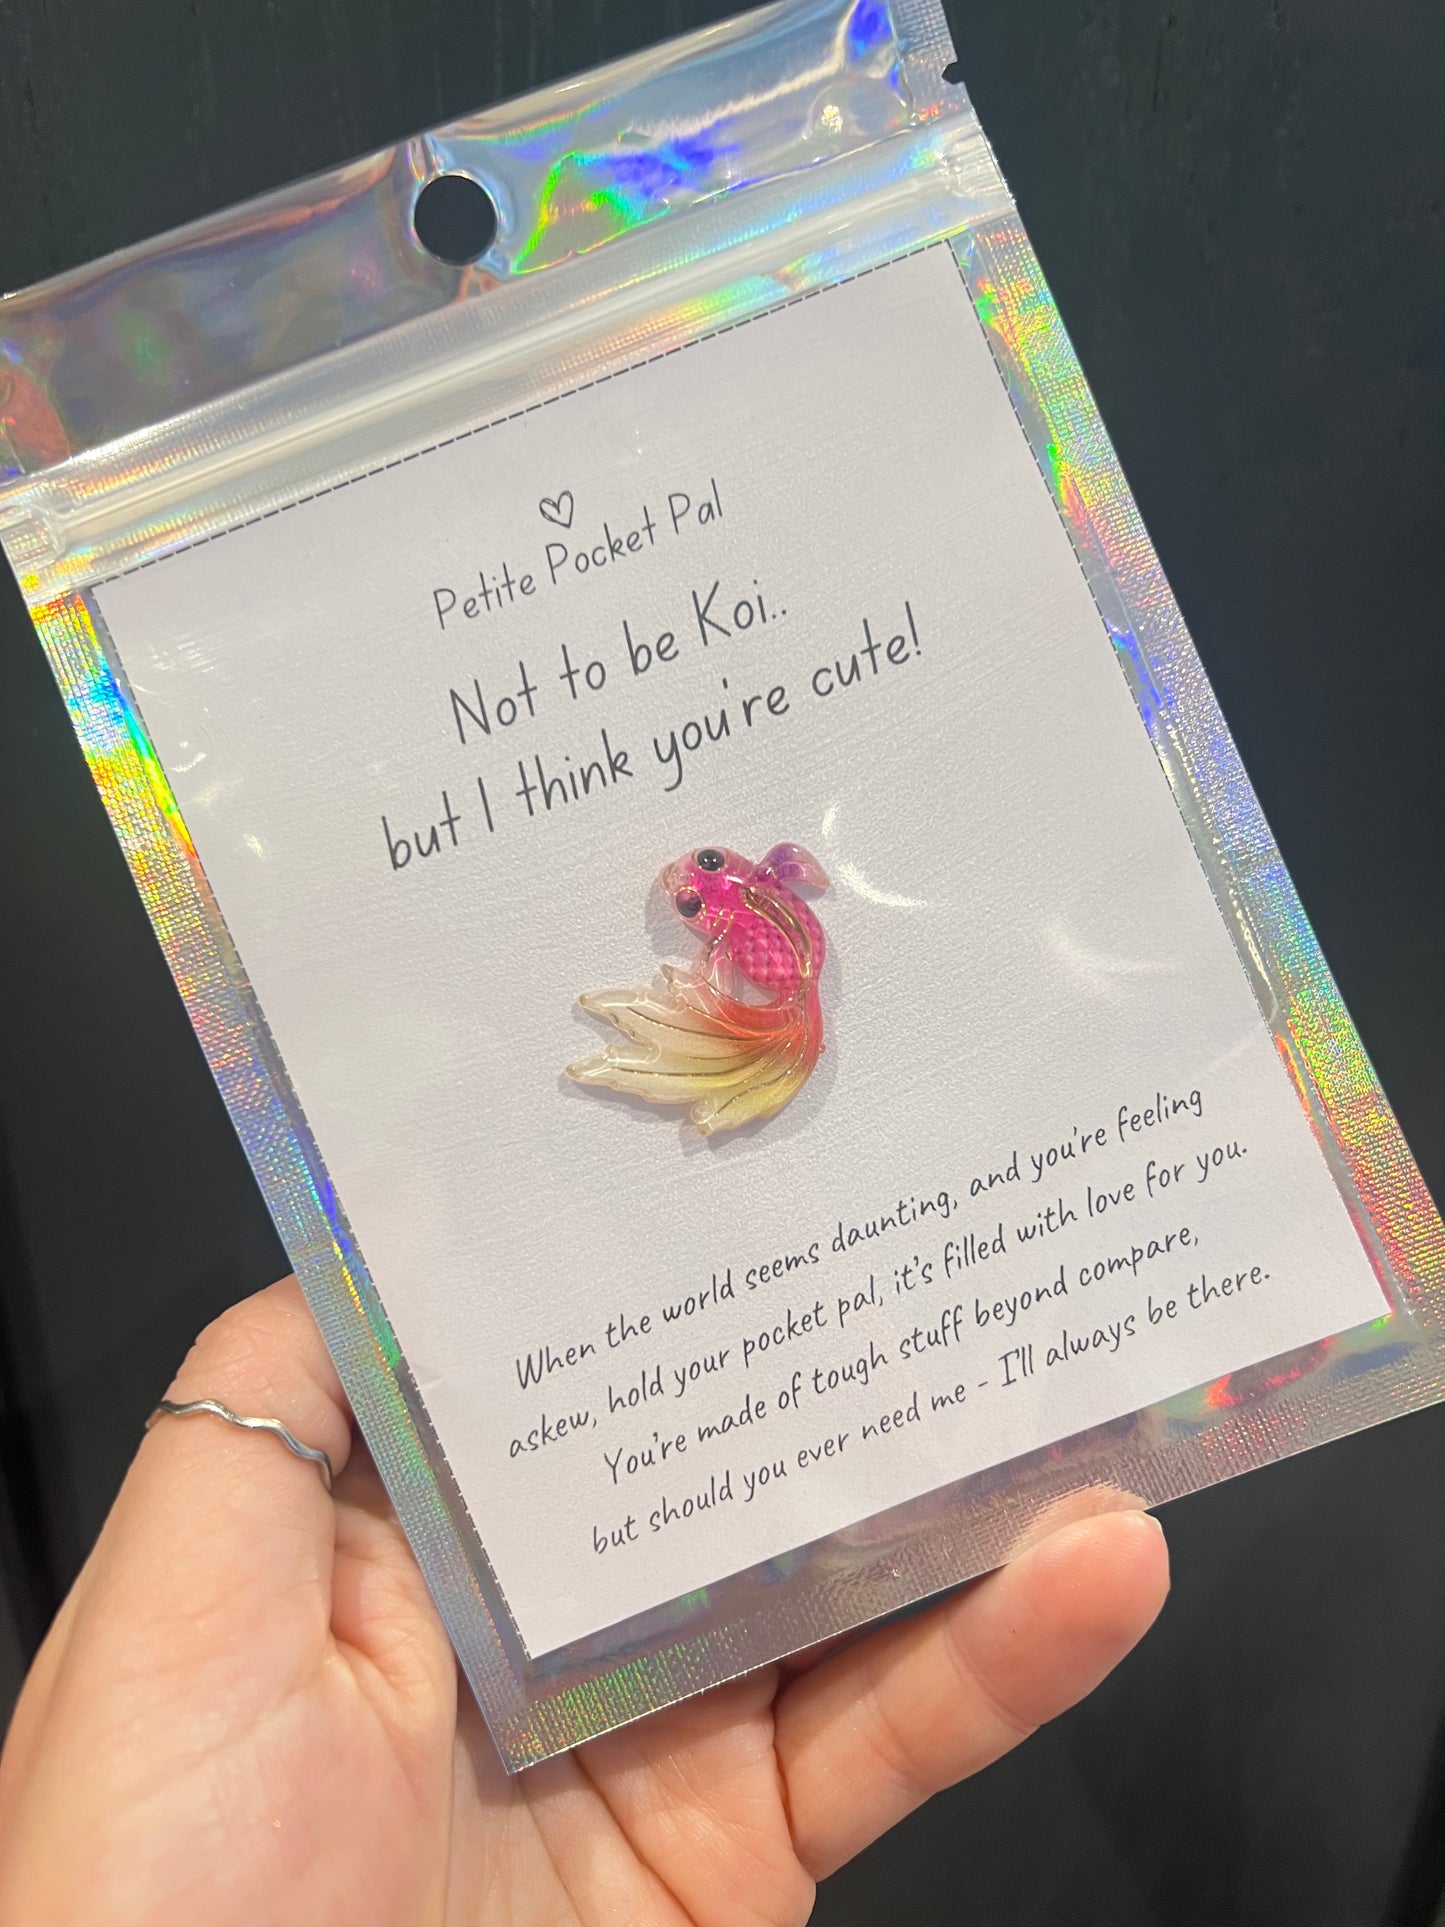 Petite Pocket Pal
Not to be Koi..
but I think you're cute!
When the world seems daunting, and you're feeling
askew, hold your pocket pal, it's filled with love for you.
You're made of tough stuff beyond compare,
but should you ever need me - I'll always be there.